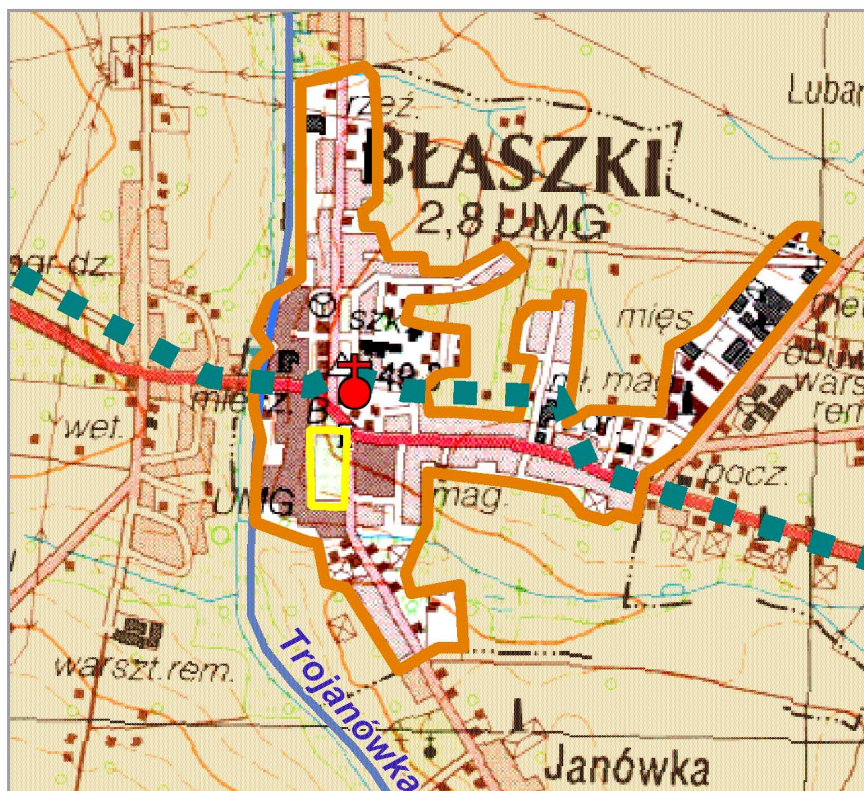 Lubar
rzeź.
BŁASZKI
2,8 UMG
gr. dz.
szk.
mięs.
mag.
warsz
rem
wet.
pocz.
UMG
mag.
warszt. rem.
Trojanówka
Janówka